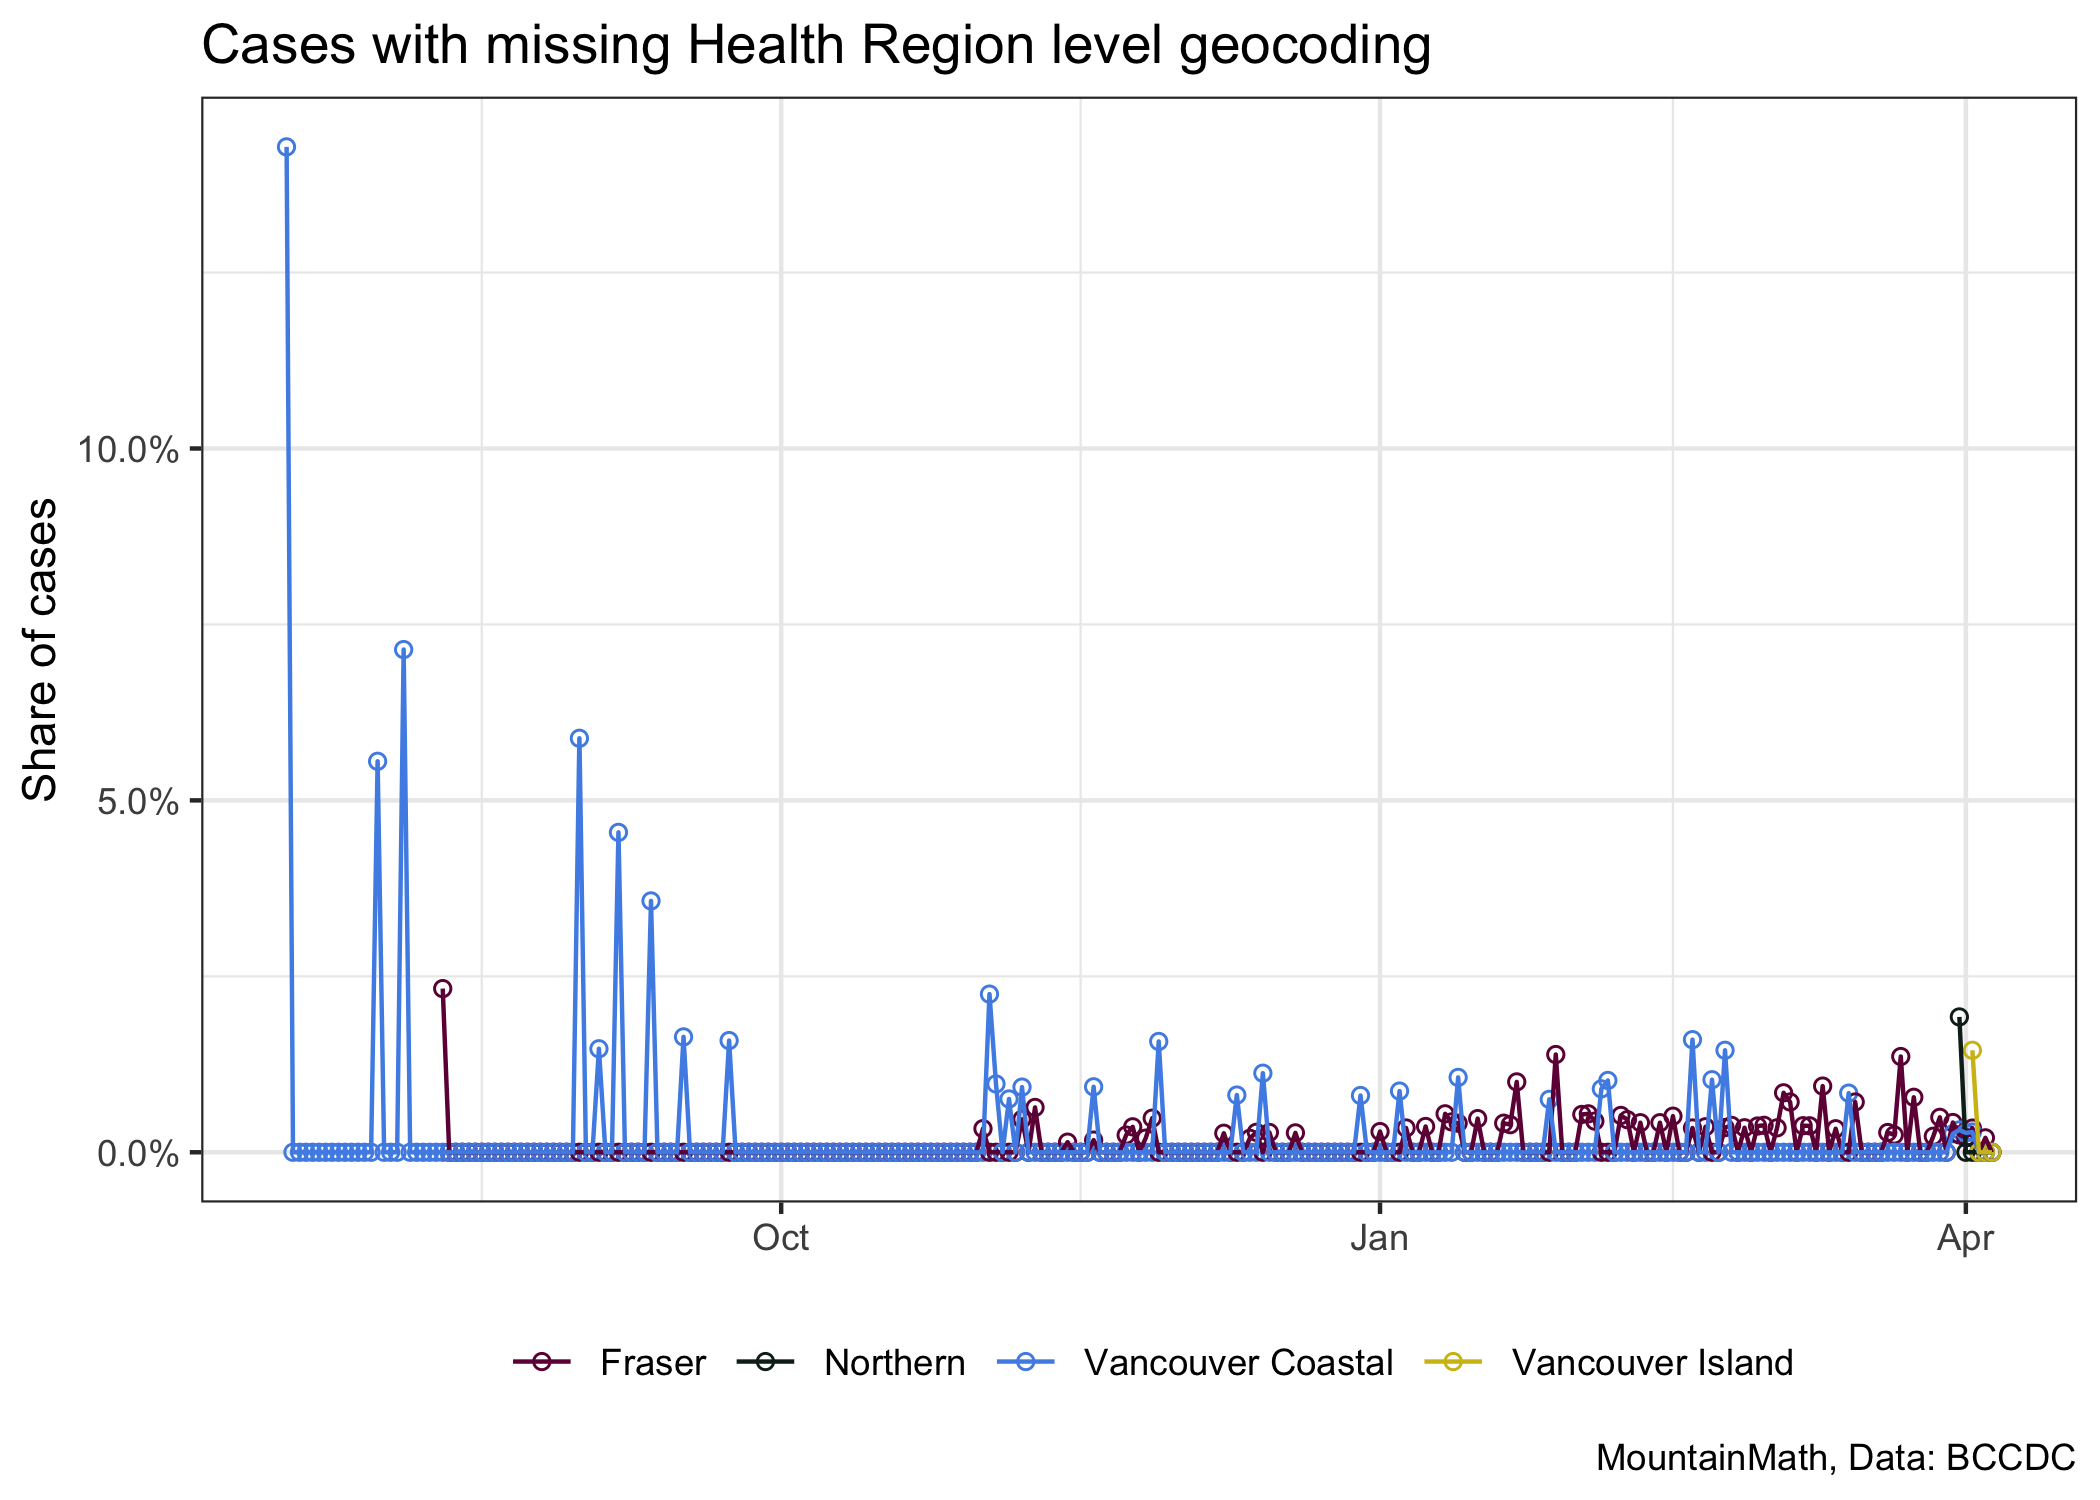 Cases with missing Health Region level geocoding
Share of cases
10.0%
5.0%
0.0%
Oct Jan Apr
Fraser Northern Vancouver Coastal Vancouver Island
MountainMath, Data: BCCDC